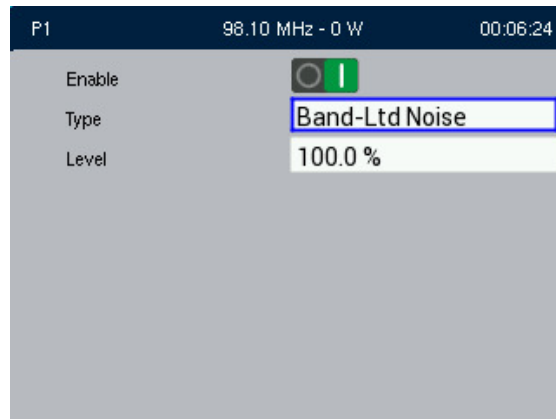 P1 98.10 MHz - 0 W 00:06:24
Enable
Type Band-Ltd Noise
Level 100.0 %